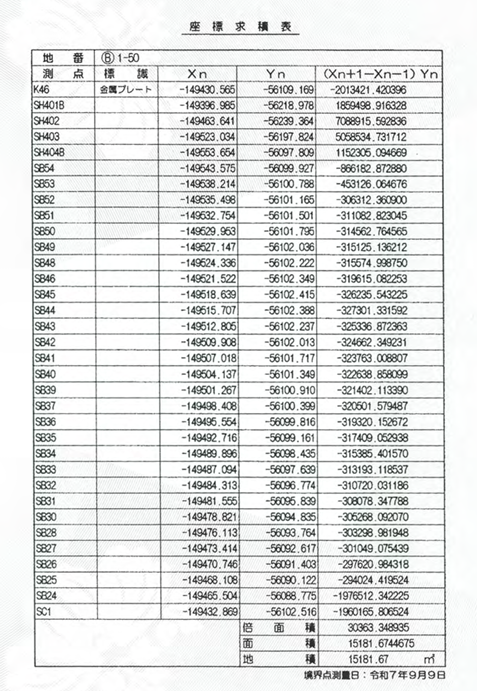 座標求積表
地番 Ⓑ1-50
測点 標識 Xn Yn (Xn+1-Xn-1) Yn
K46 金属プレート -149430.565 -56109.169 -2013421.420396
SH401B -149396.985 -56218.978 1859498.916328
SH402 -149463.641 -56239.364 7088915.592836
SH403 -149523.034 -56197.824 5058534.731712
SH404B -149553.654 -56097.809 1152305.094669
SB54 -149543.575 -56099.927 -866182.872880
SB53 -149538.214 -56100.788 -453126.064676
SB52 -149535.498 -56101.165 -306312.360900
SB51 -149532.754 -56101.501 -311082.823045
SB50 -149529.953 -56101.795 -314562.764565
SB49 -149527.147 -56102.036 -315125.136212
SB48 -149524.336 -56102.222 -315574.998750
SB46 -149521.522 -56102.349 -319615.082253
SB45 -149518.639 -56102.415 -326235.543225
SB44 -149515.707 -56102.388 -327301.331592
SB43 -149512.805 -56102.237 -325336.872363
SB42 -149509.908 -56102.013 -324662.349231
SB41 -149507.018 -56101.717 -323763.008807
SB40 -149504.137 -56101.349 -322638.858099
SB39 -149501.267 -56100.910 -321402.113390
SB37 -149498.408 -56100.399 -320501.579487
SB36 -149495.554 -56099.816 -319320.152672
SB35 -149492.716 -56099.161 -317409.052938
SB34 -149489.896 -56098.435 -315385.401570
SB33 -149487.094 -56097.639 -313193.118537
SB32 -149484.313 -56096.774 -310720.031186
SB31 -149481.555 -56095.839 -308078.347788
SB30 -149478.821 -56094.835 -305268.092070
SB28 -149476.113 -56093.764 -303298.981948
SB27 -149473.414 -56092.617 -301049.075439
SB26 -149470.746 -56091.403 -297620.984318
SB25 -149468.108 -56090.122 -294024.419524
SB24 -149465.504 -56088.775 -1976512.342225
SC1 -149432.869 -56102.516 -1960165.806524
倍面積 30363.348935
面積 15181.6744675
地積 15181.67 ㎡
境界点測量日：令和7年9月9日